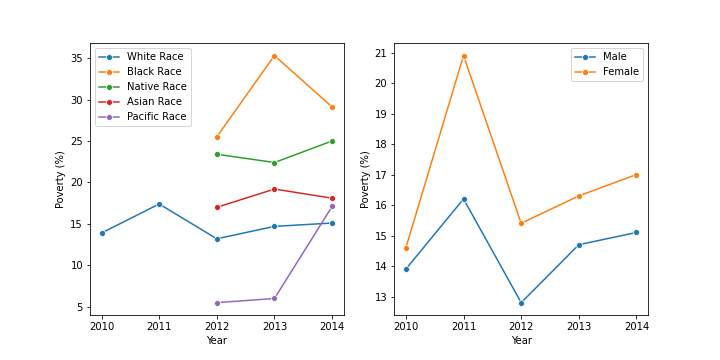 White Race
Black Race
Native Race
Asian Race
Pacific Race
35
30
25
20
15
10
5
Poverty (%)
2010 2011 2012 2013 2014
Year
Male
Female
21
20
19
18
17
16
15
14
13
Poverty (%)
2010 2011 2012 2013 2014
Year